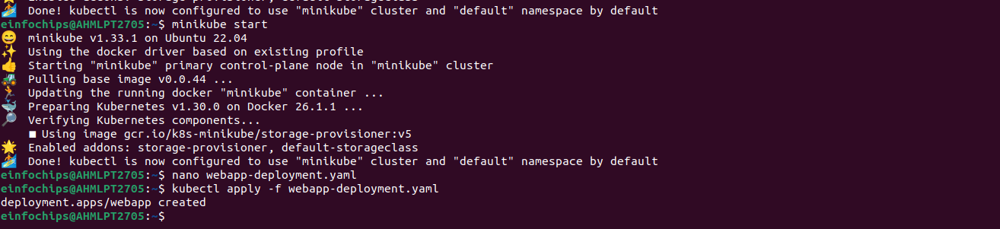 Done! kubectl is now configured to use "minikube" cluster and "default" namespace by default
einfochips@AHMLPT2705:~$ minikube start
minikube v1.33.1 on Ubuntu 22.04
Using the docker driver based on existing profile
Starting "minikube" primary control-plane node in "minikube" cluster
Pulling base image v0.0.44 ...
Updating the running docker "minikube" container ...
Preparing Kubernetes v1.30.0 on Docker 26.1.1 ...
Verifying Kubernetes components...
■ Using image gcr.io/k8s-minikube/storage-provisioner:v5
Enabled addons: storage-provisioner, default-storageclass
Done! kubectl is now configured to use "minikube" cluster and "default" namespace by default
einfochips@AHMLPT2705:~$ nano webapp-deployment.yaml
einfochips@AHMLPT2705:~$ kubectl apply -f webapp-deployment.yaml
deployment.apps/webapp created
einfochips@AHMLPT2705:~$